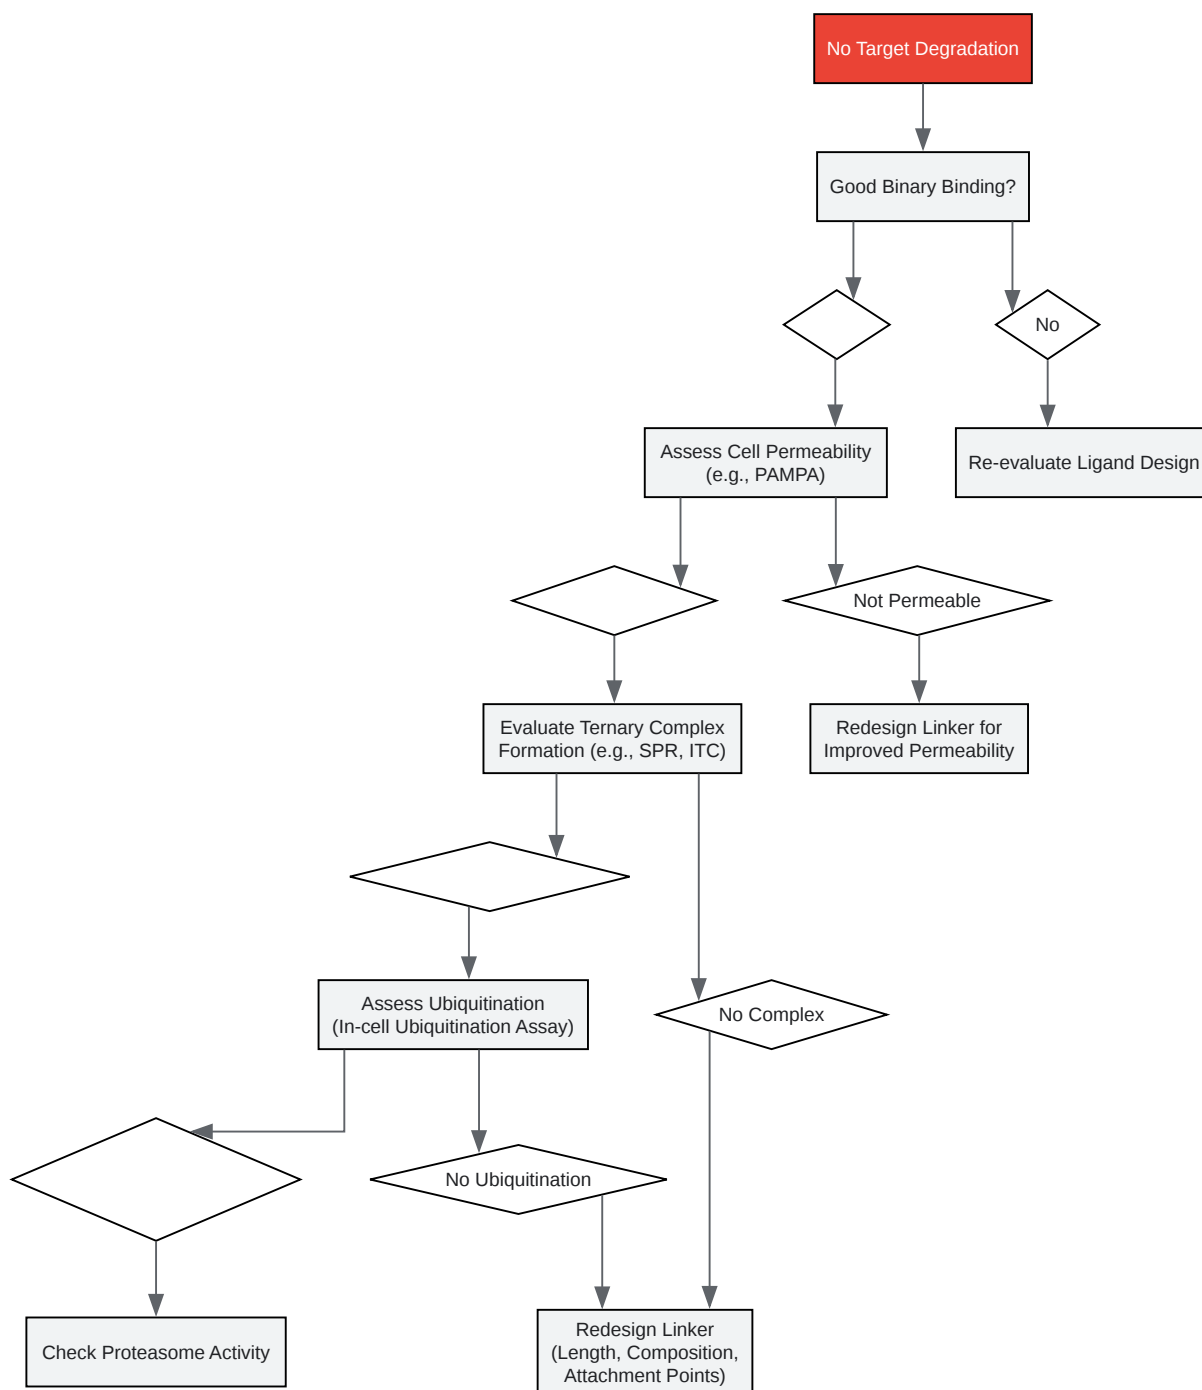 No Target Degradation
Good Binary Binding?
No
Assess Cell Permeability
(e.g., PAMPA)
Re-evaluate Ligand Design
Not Permeable
Evaluate Ternary Complex
Formation (e.g., SPR, ITC)
Redesign Linker for
Improved Permeability
Assess Ubiquitination
(In-cell Ubiquitination Assay)
No Complex
No Ubiquitination
Check Proteasome Activity
Redesign Linker
(Length, Composition,
Attachment Points)